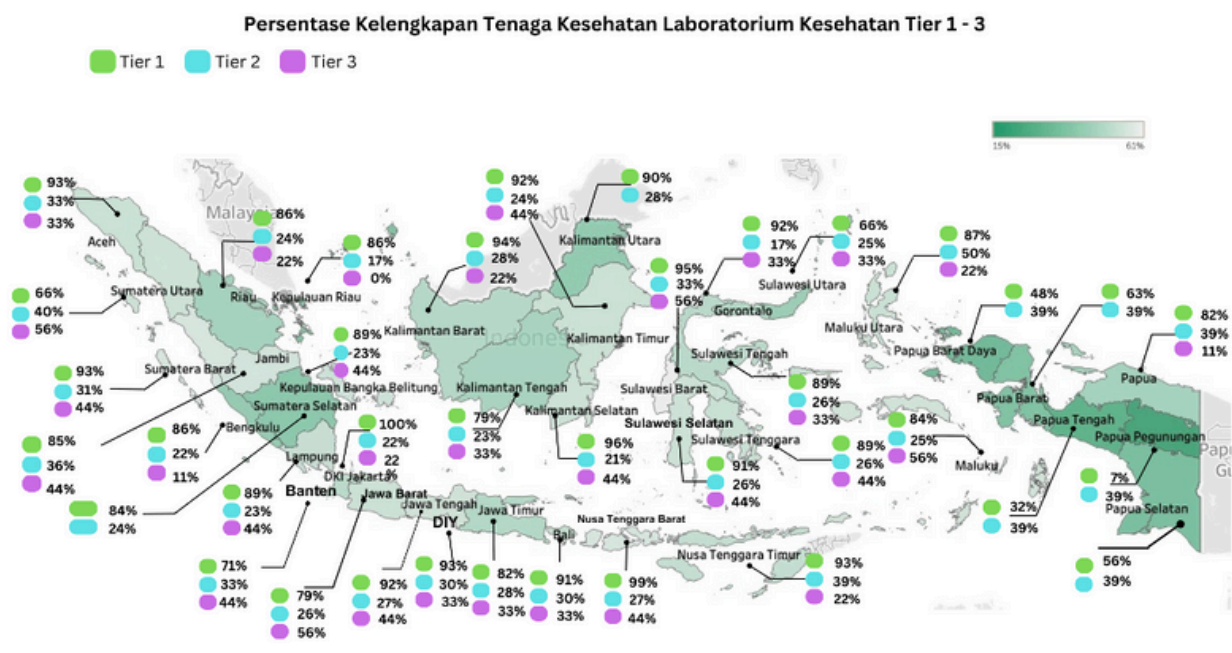 Persentase Kelengkapan Tenaga Kesehatan Laboratorium Kesehatan Tier 1 - 3
Tier 1
Tier 2
Tier 3
15%
61%
Malaysia
Indonesia
93%
33%
33%
Aceh
66%
40%
56%
Sumatera Utara
86%
24%
22%
Riau
86%
17%
0%
Kepulauan Riau
93%
31%
44%
Sumatera Barat
85%
36%
44%
Jambi
89%
23%
44%
Kepulauan Bangka Belitung
84%
24%
Sumatera Selatan
86%
22%
11%
Bengkulu
89%
23%
44%
Lampung
100%
22%
22
%
DKI Jakarta
71%
33%
44%
Banten
79%
26%
56%
Jawa Barat
92%
27%
44%
Jawa Tengah
93%
30%
33%
DIY
82%
28%
33%
Jawa Timur
91%
30%
33%
Bali
99%
27%
44%
Nusa Tenggara Barat
93%
39%
22%
Nusa Tenggara Timur
94%
28%
22%
Kalimantan Barat
92%
24%
44%
Kalimantan Timur
90%
28%
Kalimantan Utara
79%
23%
33%
Kalimantan Tengah
96%
21%
44%
Kalimantan Selatan
95%
33%
56%
Sulawesi Barat
92%
17%
33%
Gorontalo
66%
25%
33%
Sulawesi Utara
89%
26%
33%
Sulawesi Tengah
91%
26%
44%
Sulawesi Selatan
89%
26%
44%
Sulawesi Tenggara
87%
50%
22%
Maluku Utara
84%
25%
56%
Maluku
48%
39%
Papua Barat Daya
63%
39%
Papua Barat
82%
39%
11%
Papua
32%
39%
Papua Tengah
7%
39%
Papua Pegunungan
56%
39%
Papua Selatan